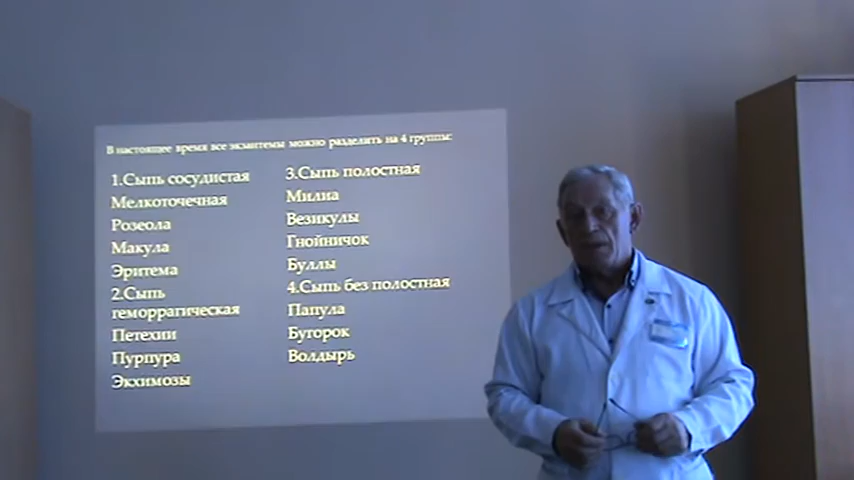 В настоящее время все экзантемы можно разделить на 4 группы:
1.Сыпь сосудистая
Мелкоточечная
Розеола
Макула
Эритема
2.Сыпь
геморрагическая
Петехии
Пурпура
Экхимозы
3.Сыпь полостная
Милиа
Везикулы
Гнойничок
Буллы
4.Сыпь без полостная
Папула
Бугорок
Волдырь